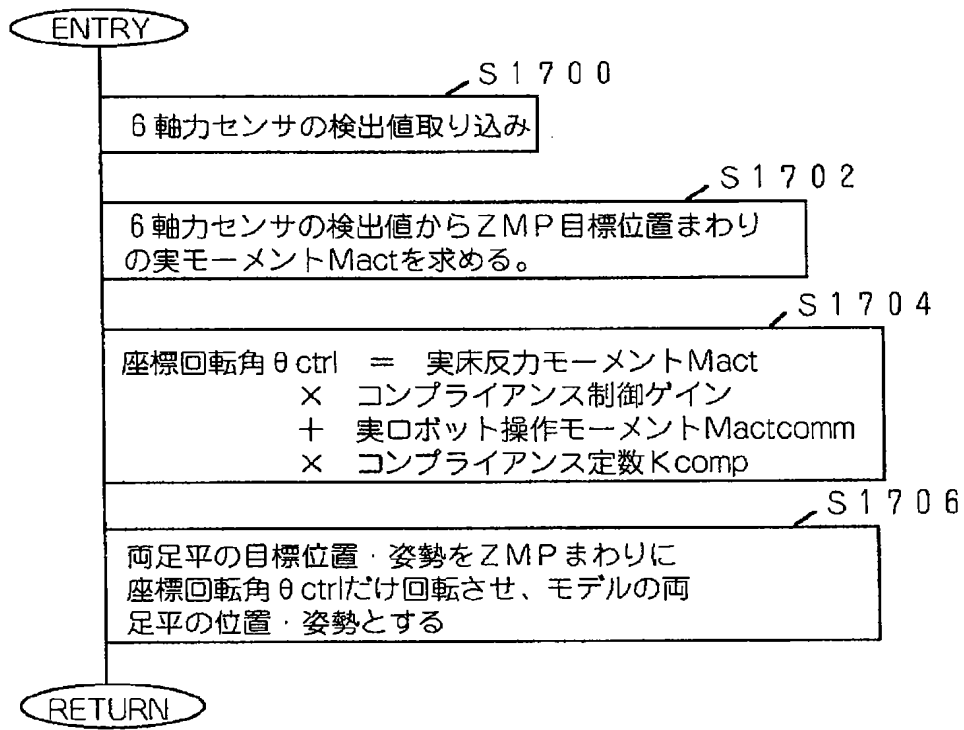 ENTRY
S1700
6軸力センサの検出値取り込み
S1702
6軸力センサの検出値からZMP目標位置まわり
の実モーメントMactを求める。
S1704
座標回転角θctrl ＝ 実床反力モーメントMact
× コンプライアンス制御ゲイン
＋ 実ロボット操作モーメントMactcomm
× コンプライアンス定数Kcomp
S1706
両足平の目標位置・姿勢をZMPまわりに
座標回転角θctrlだけ回転させ、モデルの両
足平の位置・姿勢とする
RETURN